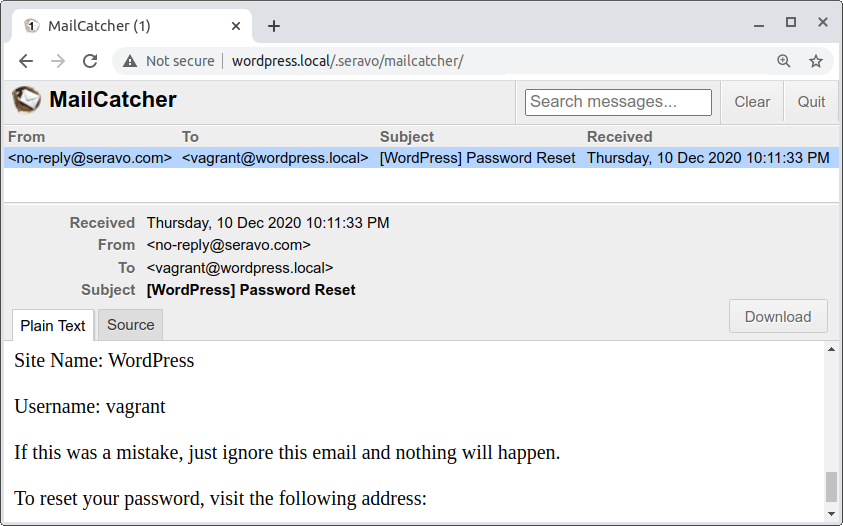 MailCatcher (1)
Not secure | wordpress.local/.seravo/mailcatcher/
MailCatcher
Search messages...
Clear
Quit
From To Subject Received
<no-reply@seravo.com> <vagrant@wordpress.local> [WordPress] Password Reset Thursday, 10 Dec 2020 10:11:33 PM
Received Thursday, 10 Dec 2020 10:11:33 PM
From <no-reply@seravo.com>
To <vagrant@wordpress.local>
Subject [WordPress] Password Reset
Plain Text
Source
Download
Site Name: WordPress
Username: vagrant
If this was a mistake, just ignore this email and nothing will happen.
To reset your password, visit the following address: